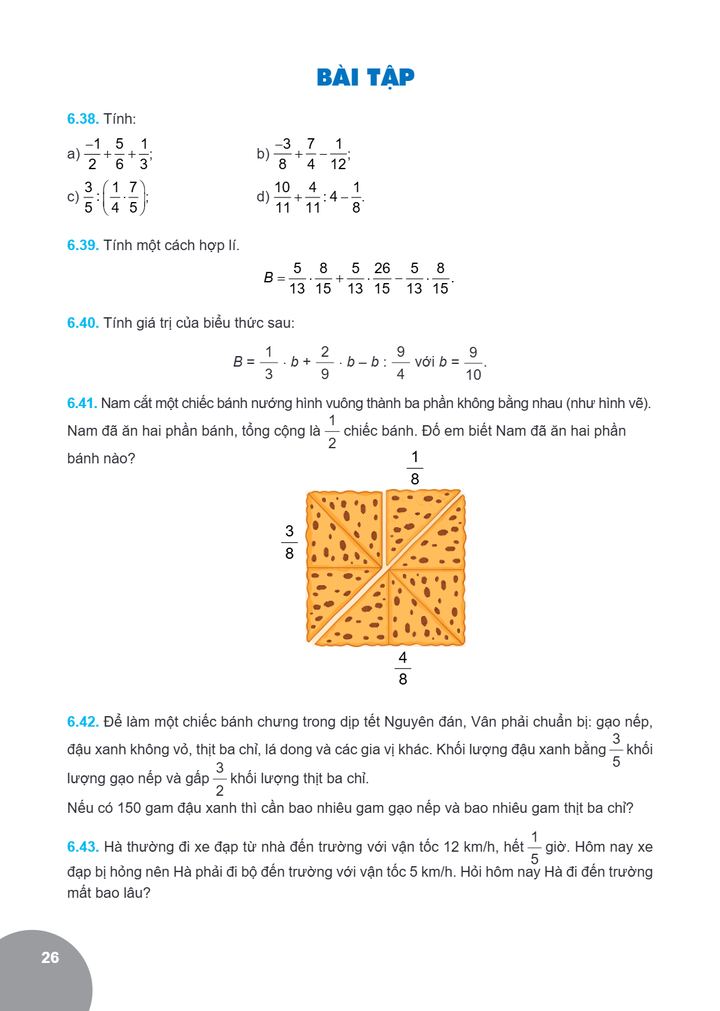 BÀI TẬP
6.38. Tính:
a) −1/2 + 5/6 + 1/3; b) −3/8 + 7/4 − 1/12;
c) 3/5 : (1/4 · 7/5); d) 10/11 + 4/11 : 4 − 1/8.
6.39. Tính một cách hợp lí.
B = 5/13 · 8/15 + 5/13 · 26/15 − 5/13 · 8/15.
6.40. Tính giá trị của biểu thức sau:
B = 1/3 · b + 2/9 · b – b : 9/4 với b = 9/10.
6.41. Nam cắt một chiếc bánh nướng hình vuông thành ba phần không bằng nhau (như hình vẽ).
Nam đã ăn hai phần bánh, tổng cộng là 1/2 chiếc bánh. Đố em biết Nam đã ăn hai phần
bánh nào?
1/8
3/8
4/8
6.42. Để làm một chiếc bánh chưng trong dịp tết Nguyên đán, Vân phải chuẩn bị: gạo nếp,
đậu xanh không vỏ, thịt ba chỉ, lá dong và các gia vị khác. Khối lượng đậu xanh bằng 3/5 khối
lượng gạo nếp và gấp 3/2 khối lượng thịt ba chỉ.
Nếu có 150 gam đậu xanh thì cần bao nhiêu gam gạo nếp và bao nhiêu gam thịt ba chỉ?
6.43. Hà thường đi xe đạp từ nhà đến trường với vận tốc 12 km/h, hết 1/5 giờ. Hôm nay xe
đạp bị hỏng nên Hà phải đi bộ đến trường với vận tốc 5 km/h. Hỏi hôm nay Hà đi đến trường
mất bao lâu?
26